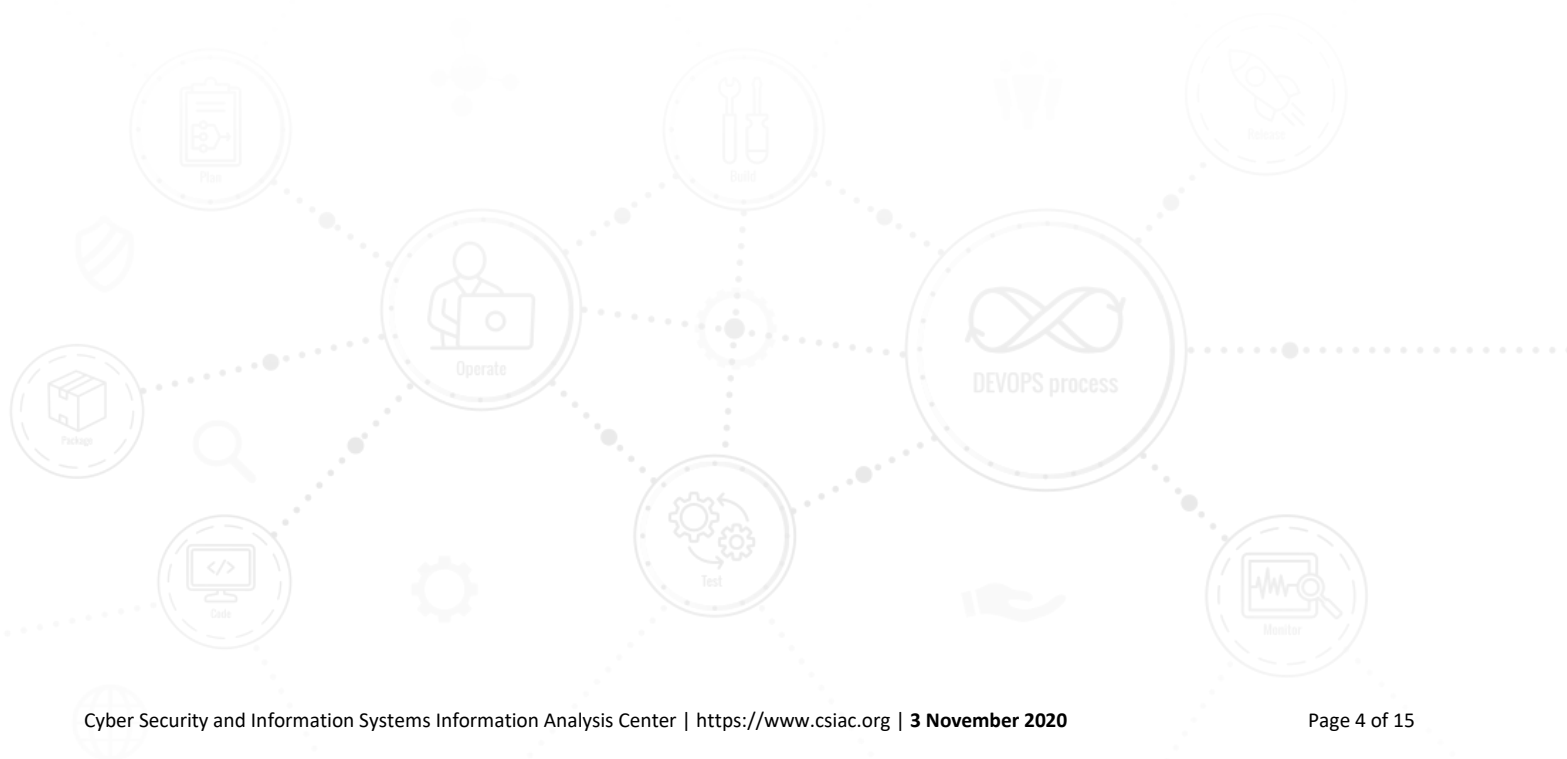 Plan
Build
Release
Operate
DEVOPS process
Package
Test
Code
Monitor
Cyber Security and Information Systems Information Analysis Center | https://www.csiac.org | 3 November 2020
Page 4 of 15